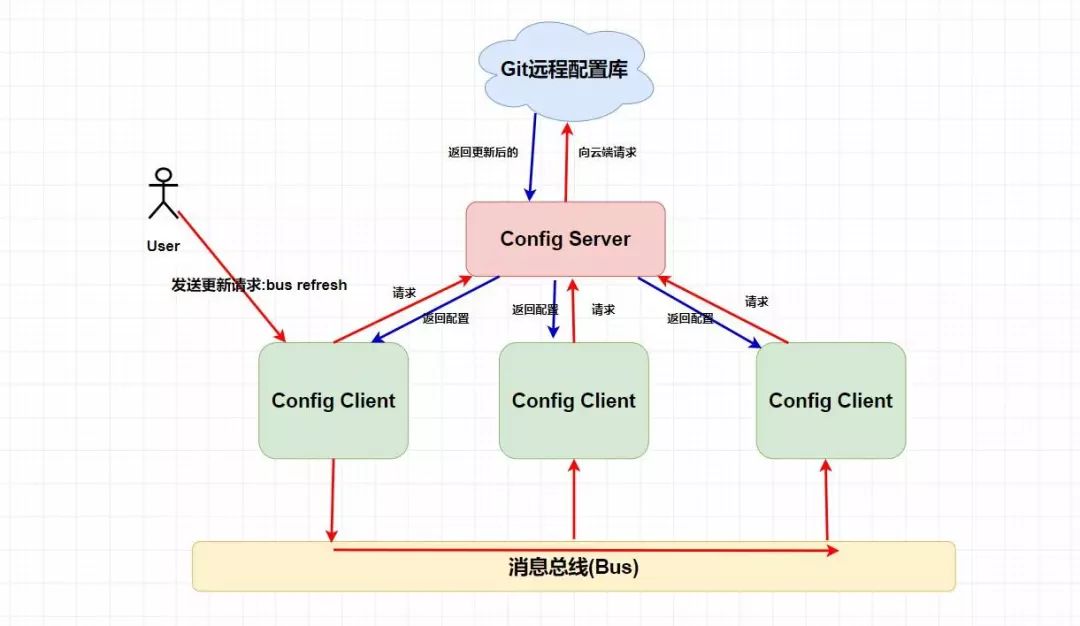 Git远程配置库
返回更新后的
向云端请求
Config Server
User
发送更新请求:bus refresh
请求
返回配置
返回配置
请求
返回配置
请求
Config Client
Config Client
Config Client
消息总线(Bus)